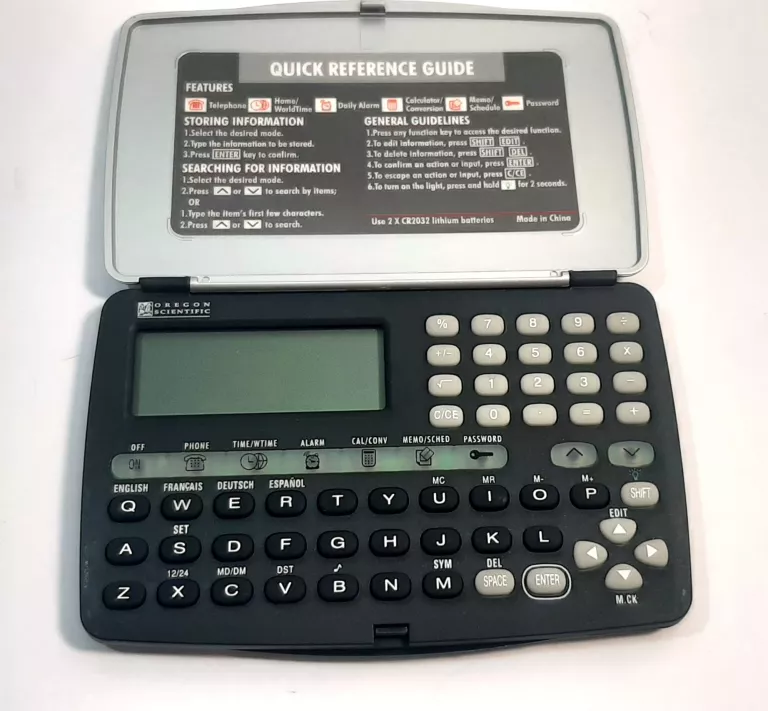 QUICK REFERENCE GUIDE
FEATURES
Telephone Home/ WorldTime Daily Alarm Calculator/ Conversion Memo/ Schedule Password
STORING INFORMATION
1.Select the desired mode.
2.Type the information to be stored.
3.Press ENTER key to confirm.
SEARCHING FOR INFORMATION
1.Select the desired mode.
2.Press or to search by items;
OR
1.Type the item's first few characters.
2.Press or to search.
GENERAL GUIDELINES
1.Press any function key to access the desired function.
2.To edit information, press SHIFT EDIT .
3.To delete information, press SHIFT DEL .
4.To confirm an action or input, press ENTER .
5.To escape an action or input, press C/CE .
6.To turn on the light, press and hold for 2 seconds.
Use 2 X CR2032 lithium batteries Made in China
OREGON
SCIENTIFIC
% 7 8 9 ÷
+/− 4 5 6 x
√ 1 2 3 −
C/CE 0 · = +
OFF PHONE TIME/WTIME ALARM CAL/CONV MEMO/SCHED PASSWORD
ON
ENGLISH FRANÇAIS DEUTSCH ESPAÑOL MC MR M- M+
Q W E R T Y U I O P SHIFT
SET EDIT
A S D F G H J K L
12/24 MD/DM DST ♪ SYM DEL
Z X C V B N M SPACE ENTER
M.CK